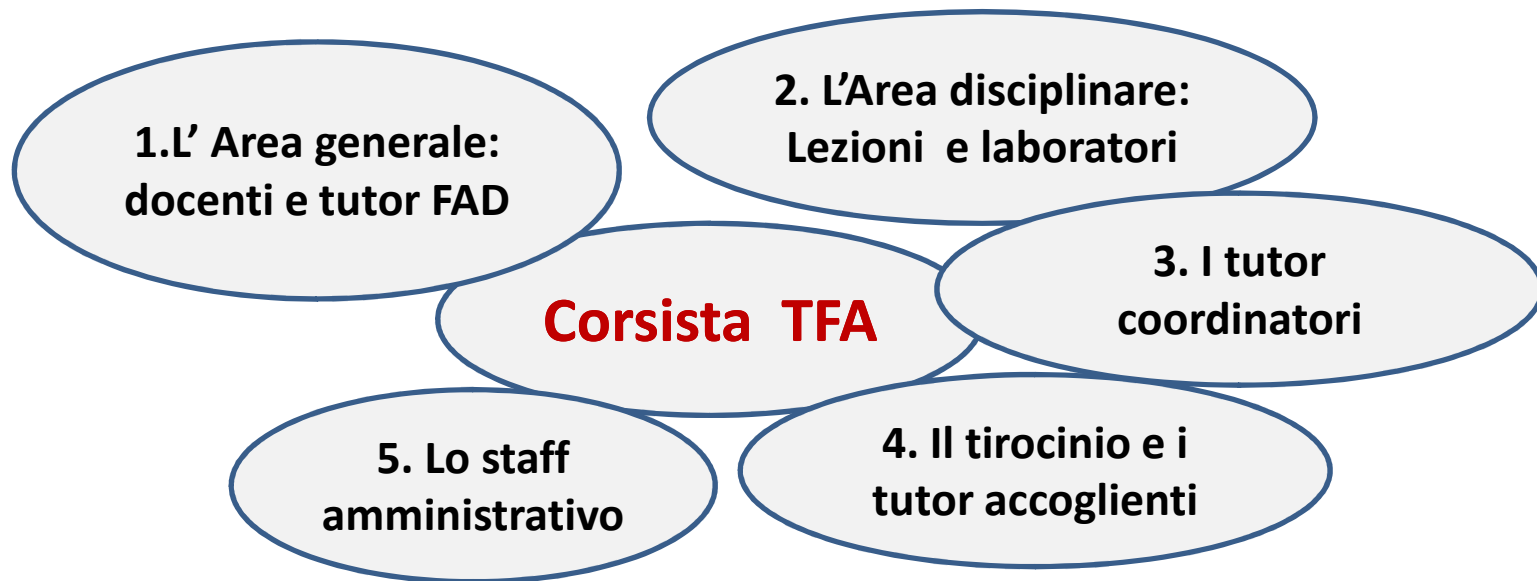 1.L’ Area generale:
docenti e tutor FAD
2. L’Area disciplinare:
Lezioni e laboratori
3. I tutor
coordinatori
Corsista TFA
4. Il tirocinio e i
tutor accoglienti
5. Lo staff
amministrativo